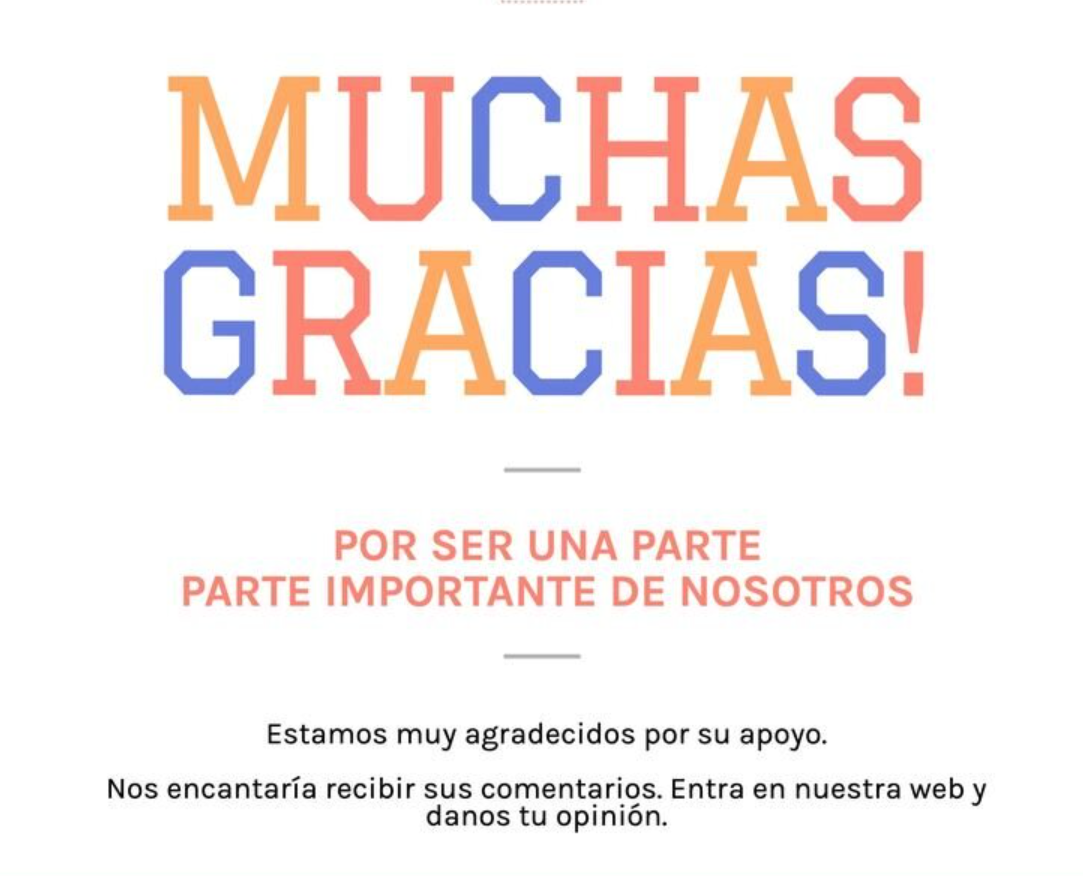 MUCHAS
GRACIAS!
POR SER UNA PARTE
PARTE IMPORTANTE DE NOSOTROS
Estamos muy agradecidos por su apoyo.
Nos encantaría recibir sus comentarios. Entra en nuestra web y
danos tu opinión.